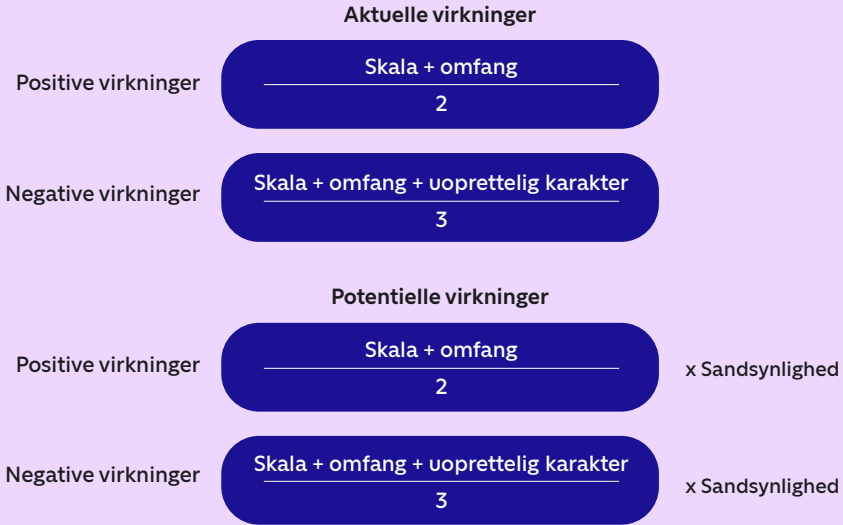 Aktuelle virkninger
Positive virkninger
Skala + omfang
2
Negative virkninger
Skala + omfang + uoprettelig karakter
3
Potentielle virkninger
Positive virkninger
Skala + omfang
2
x Sandsynlighed
Negative virkninger
Skala + omfang + uoprettelig karakter
3
x Sandsynlighed